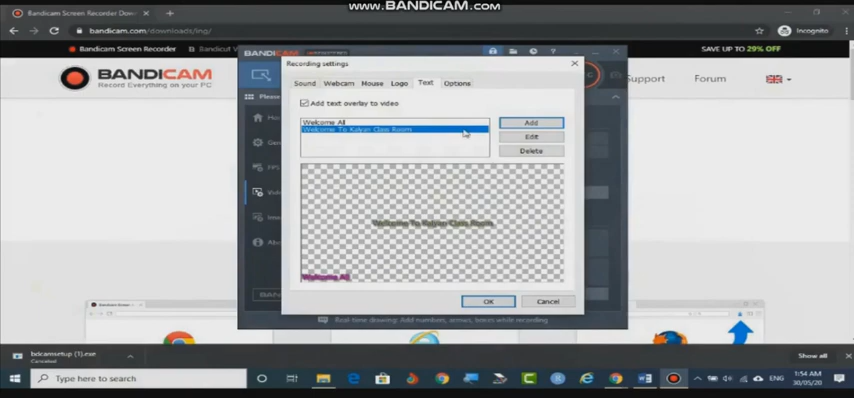 www.BANDICAM.com
Bandicam Screen Recorder Down
bandicam.com/downloads/ing/
Incognito
Bandicam Screen Recorder
Bandicut
SAVE UP TO 29% OFF
BANDICAM
Record Everything on your PC
Support
Forum
BANDICAM
Recording settings
Sound
Webcam
Mouse
Logo
Text
Options
Add text overlay to video
Welcome All
Welcome To Kalyan Class Room
Add
Edit
Delete
Welcome To Kalyan Class Room
Welcome All
OK
Cancel
Real-time drawing: Add numbers, arrows, boxes while recording
bdcamsetup (1).exe
Canceled
Show all
Type here to search
ENG
1:54 AM
30/05/20